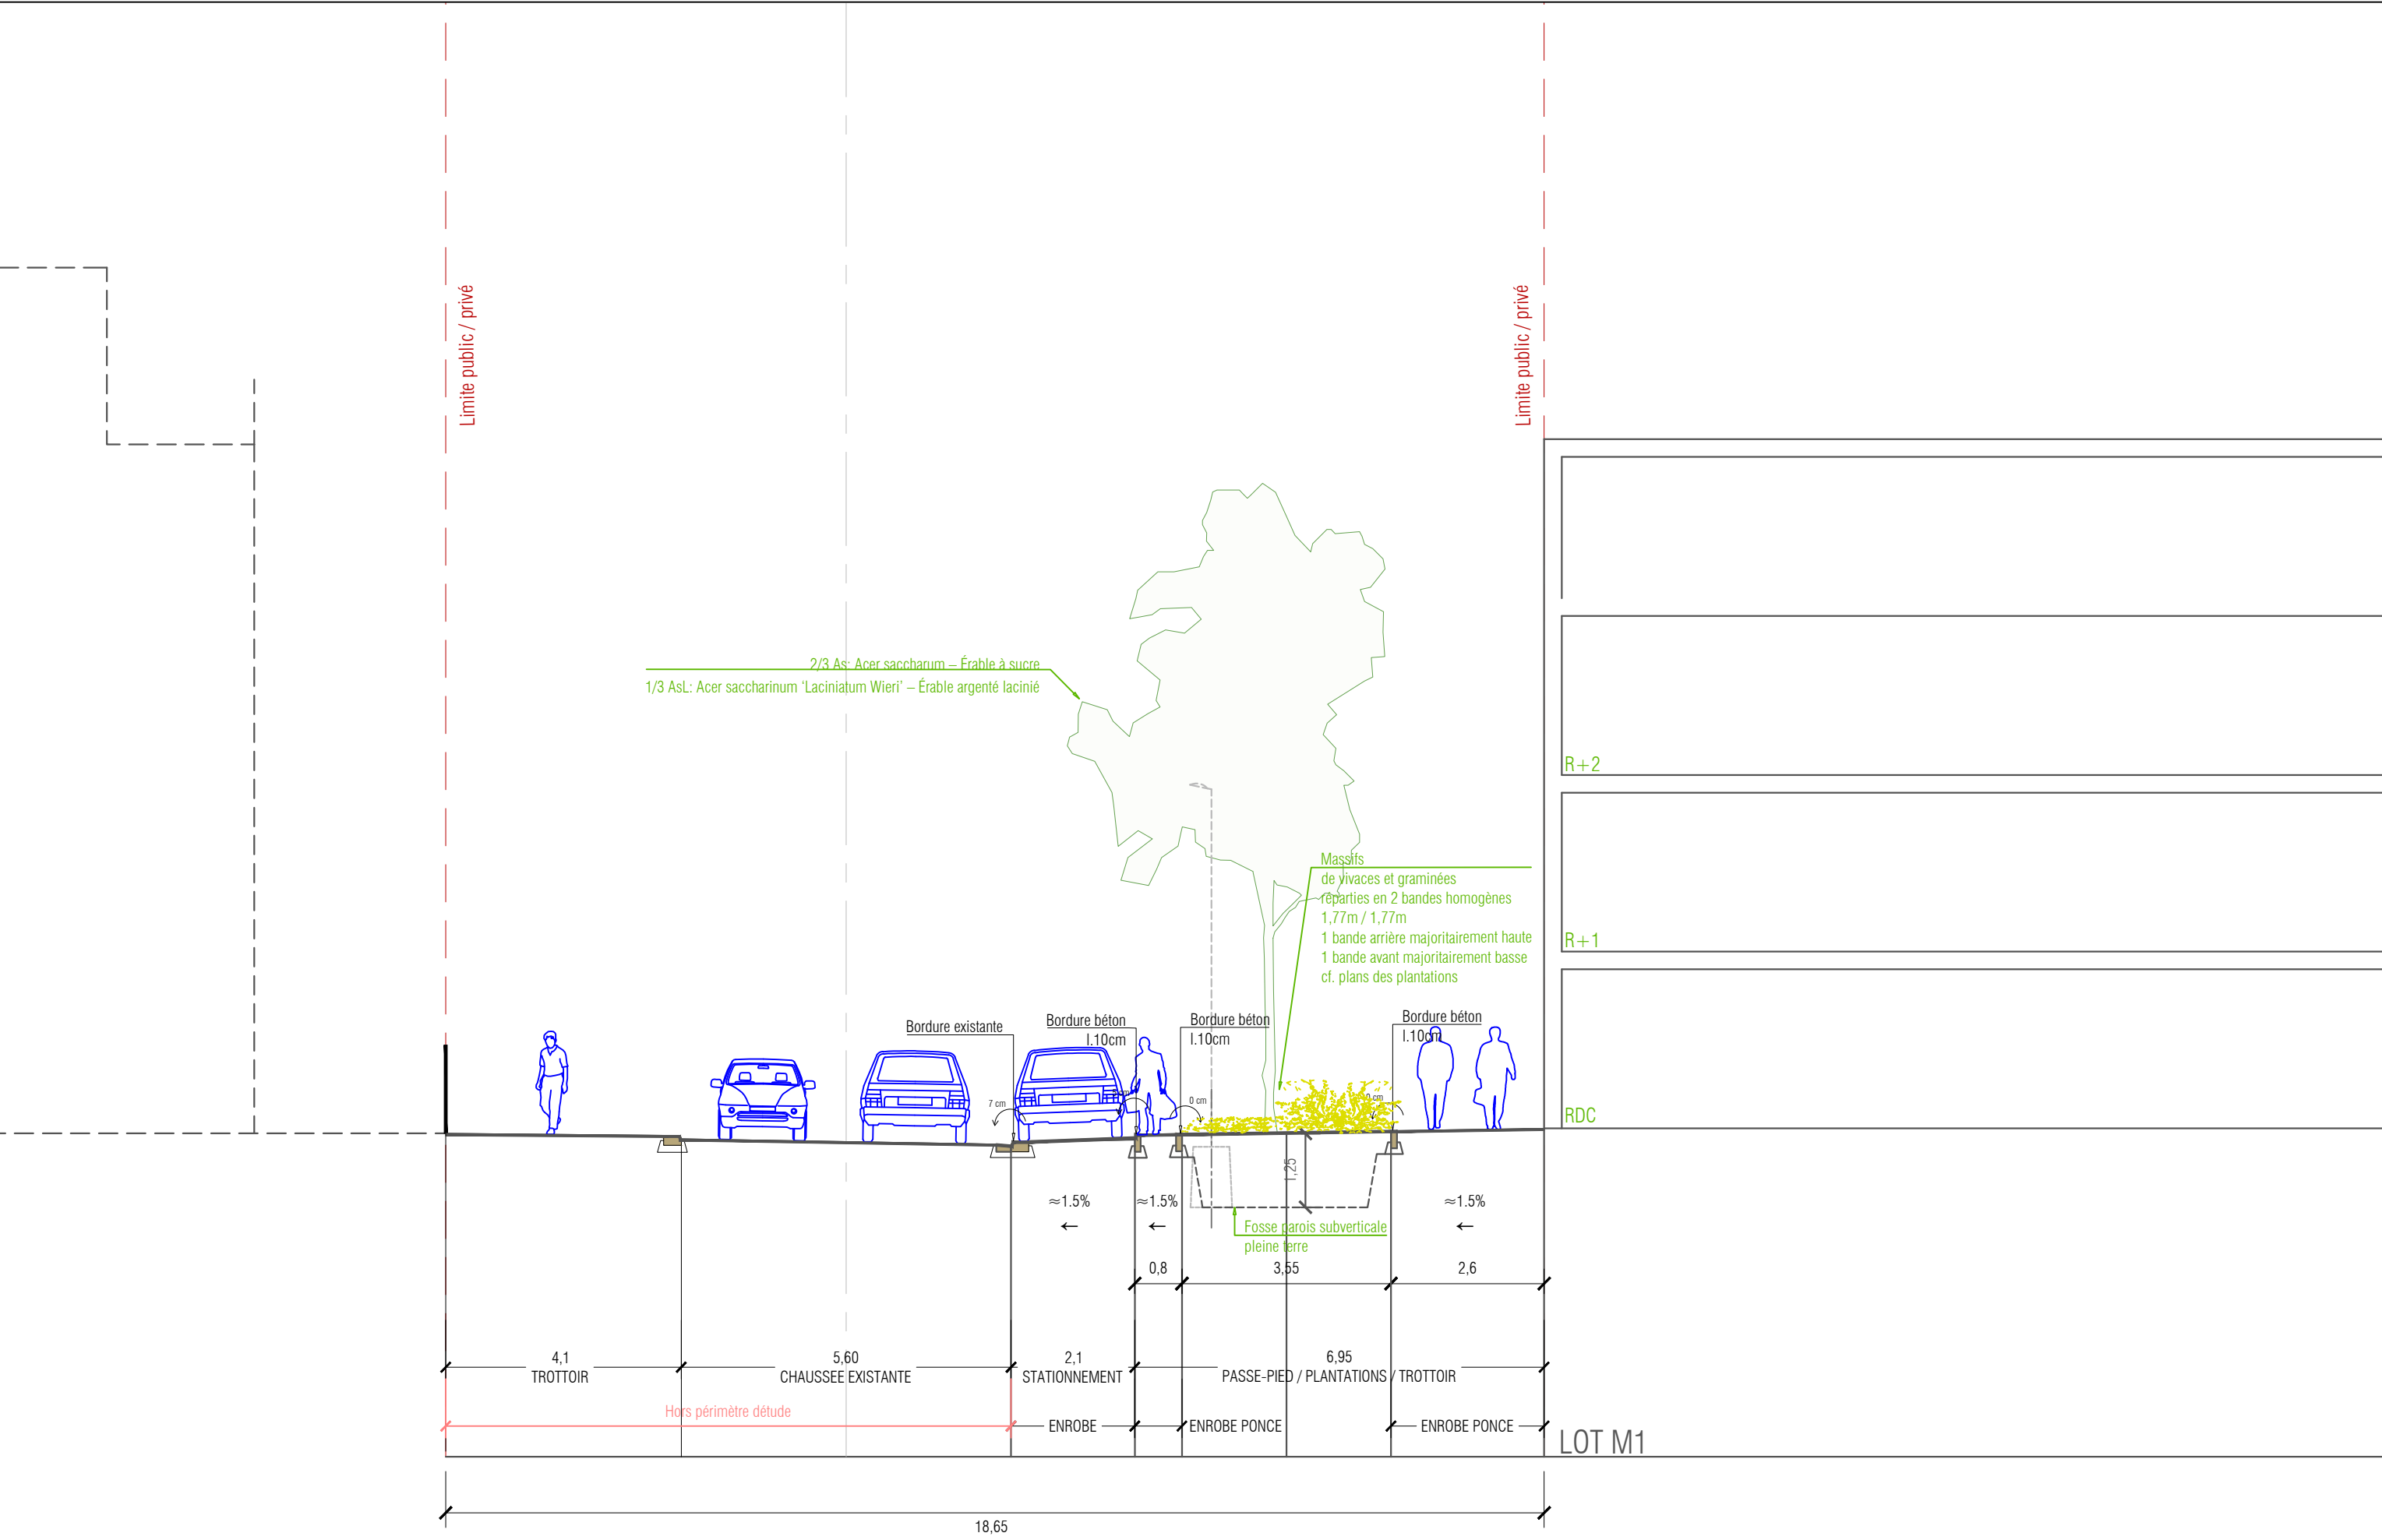 Limite public / privé
Limite public / privé
2/3 As: Acer saccharum – Érable à sucre
1/3 AsL: Acer saccharinum ‘Laciniatum Wieri’ – Érable argenté lacinié
R+2
Massifs
de vivaces et graminées
réparties en 2 bandes homogènes
1,77m / 1,77m
1 bande arrière majoritairement haute
1 bande avant majoritairement basse
cf. plans des plantations
R+1
Bordure existante
Bordure béton
l.10cm
Bordure béton
l.10cm
Bordure béton
l.10cm
7 cm
0 cm
0 cm
RDC
1,25
≈1.5%
←
≈1.5%
←
≈1.5%
←
Fosse parois subverticale
pleine terre
0,8
3,55
2,6
4,1
TROTTOIR
5,60
CHAUSSEE EXISTANTE
2,1
STATIONNEMENT
6,95
PASSE-PIED / PLANTATIONS / TROTTOIR
Hors périmètre détude
ENROBE
ENROBE PONCE
ENROBE PONCE
LOT M1
18,65